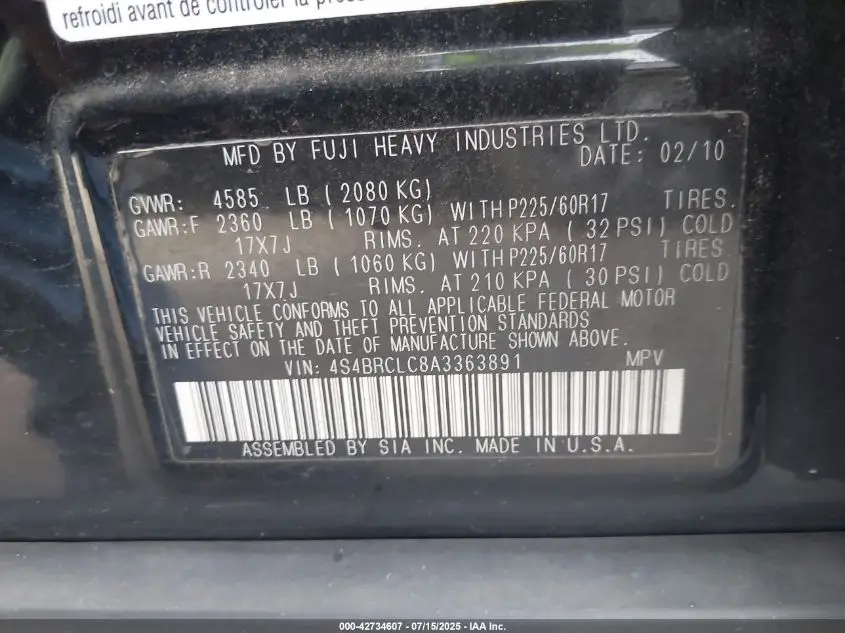 refroidi avant de contrôler la
MFD BY FUJI HEAVY INDUSTRIES LTD.
DATE: 02/10
GVWR: 4585 LB (2080 KG)
GAWR:F 2360 LB (1070 KG) WITH P225/60R17 TIRES.
17X7J RIMS. AT 220 KPA (32 PSI) COLD
GAWR:R 2340 LB (1060 KG) WITH P225/60R17 TIRES
17X7J RIMS. AT 210 KPA (30 PSI) COLD
THIS VEHICLE CONFORMS TO ALL APPLICABLE FEDERAL MOTOR
VEHICLE SAFETY AND THEFT PREVENTION STANDARDS
IN EFFECT ON THE DATE OF MANUFACTURE SHOWN ABOVE.
VIN: 4S4BRCLC8A3363891 MPV
ASSEMBLED BY SIA INC. MADE IN U.S.A.
000-42734607 - 07/15/2025 - IAA Inc.